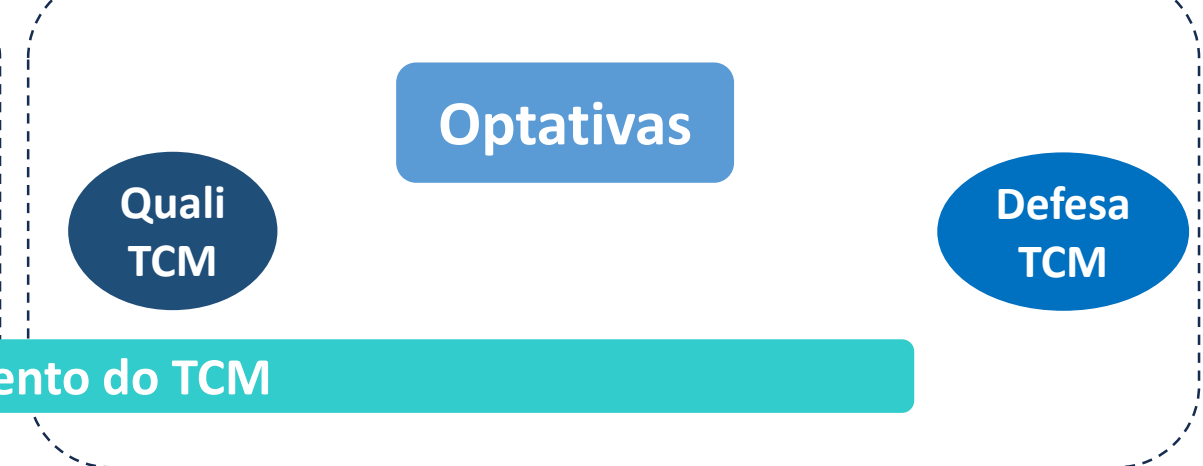 Optativas
Quali
TCM
Defesa
TCM
ento do TCM